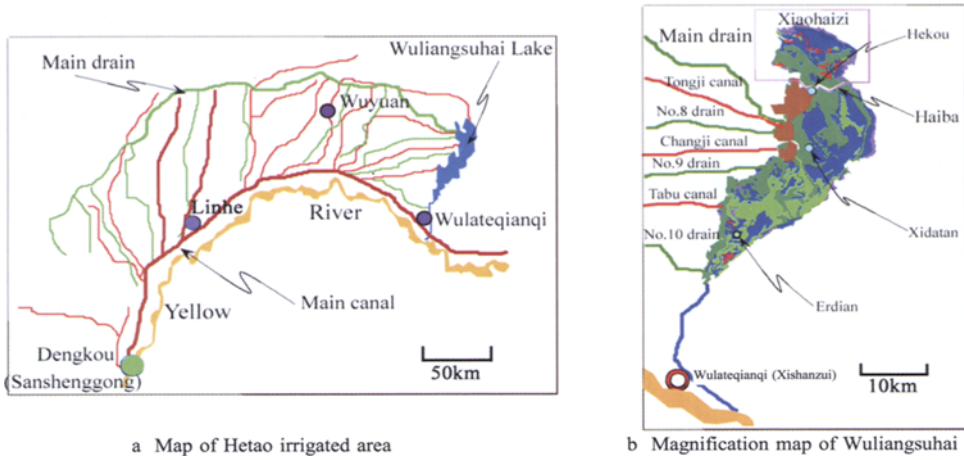 Wuliangsuhai Lake
Main drain
Wuyuan
Linhe
River
Wulateqianqi
Main canal
Yellow
Dengkou
(Sanshenggong)
50km
a Map of Hetao irrigated area
Xiaohaizi
Hekou
Main drain
Tongji canal
No.8 drain
Haiba
Changji canal
No.9 drain
Tabu canal
Xidatan
No.10 drain
Erdian
Wulateqianqi (Xishanzui)
10km
b Magnification map of Wuliangsuhai